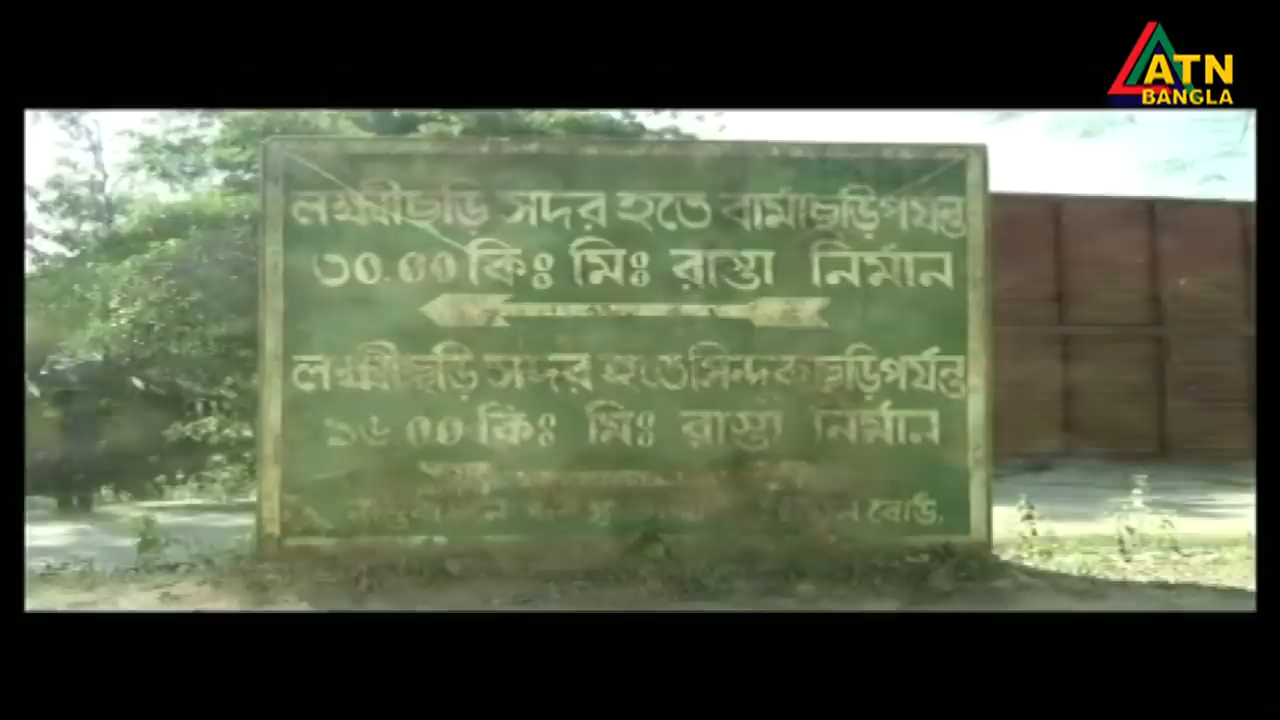 ATN
BANGLA
লক্ষ্মীছড়ি সদর হতে বার্মাছড়ি পর্যন্ত
৩০.০০ কিঃ মিঃ রাস্তা নির্মান
লক্ষ্মীছড়ি সদর হতে সিন্দুকছড়ি পর্যন্ত
১৬.০০ কিঃ মিঃ রাস্তা নির্মান
বোর্ড.